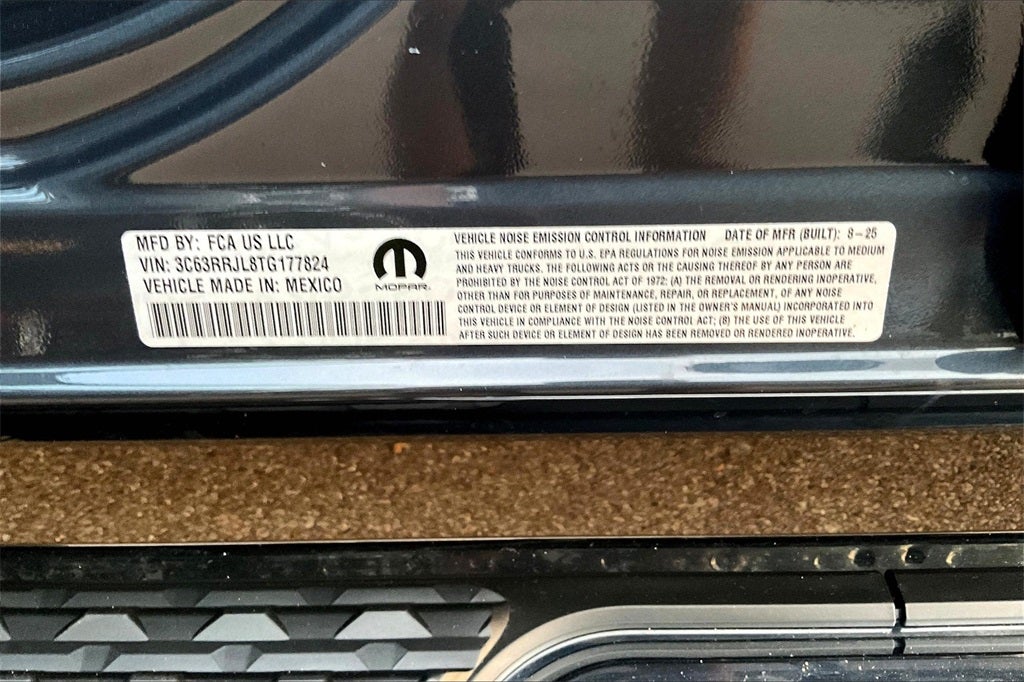 MFD BY: FCA US LLC
VIN: 3C63RRJL8TG177824
VEHICLE MADE IN: MEXICO
MOPAR.
VEHICLE NOISE EMISSION CONTROL INFORMATION DATE OF MFR (BUILT): 8-25
THIS VEHICLE CONFORMS TO U.S. EPA REGULATIONS FOR NOISE EMISSION APPLICABLE TO MEDIUM
AND HEAVY TRUCKS. THE FOLLOWING ACTS OR THE CAUSING THEREOF BY ANY PERSON ARE
PROHIBITED BY THE NOISE CONTROL ACT OF 1972: (A) THE REMOVAL OR RENDERING INOPERATIVE,
OTHER THAN FOR PURPOSES OF MAINTENANCE, REPAIR, OR REPLACEMENT, OF ANY NOISE
CONTROL DEVICE OR ELEMENT OF DESIGN (LISTED IN THE OWNER'S MANUAL) INCORPORATED INTO
THIS VEHICLE IN COMPLIANCE WITH THE NOISE CONTROL ACT; (B) THE USE OF THIS VEHICLE
AFTER SUCH DEVICE OR ELEMENT OF DESIGN HAS BEEN REMOVED OR RENDERED INOPERATIVE.